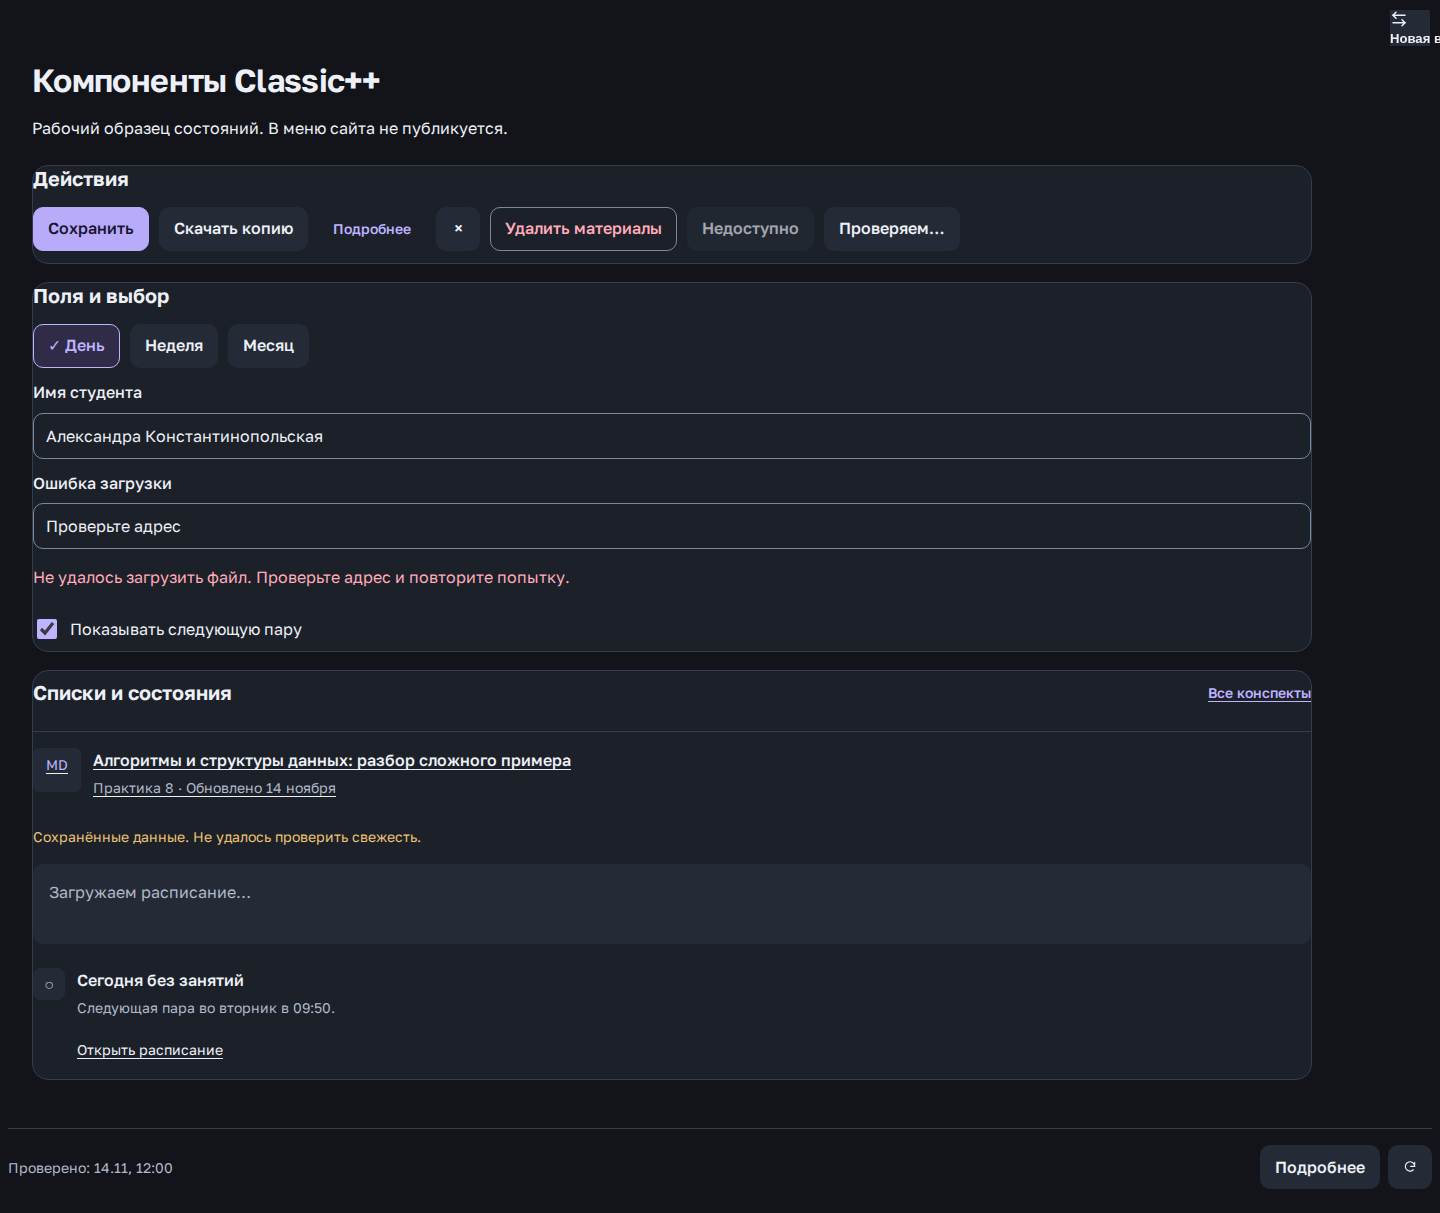 Новая в
Компоненты Classic++
Рабочий образец состояний. В меню сайта не публикуется.
Действия
Сохранить Скачать копию Подробнее × Удалить материалы Недоступно Проверяем...
Поля и выбор
✓ День Неделя Месяц
Имя студента
Александра Константинопольская
Ошибка загрузки
Проверьте адрес
Не удалось загрузить файл. Проверьте адрес и повторите попытку.
Показывать следующую пару
Списки и состояния Все конспекты
MD Алгоритмы и структуры данных: разбор сложного примера
Практика 8 · Обновлено 14 ноября
Сохранённые данные. Не удалось проверить свежесть.
Загружаем расписание...
Сегодня без занятий
Следующая пара во вторник в 09:50.
Открыть расписание
Проверено: 14.11, 12:00 Подробнее